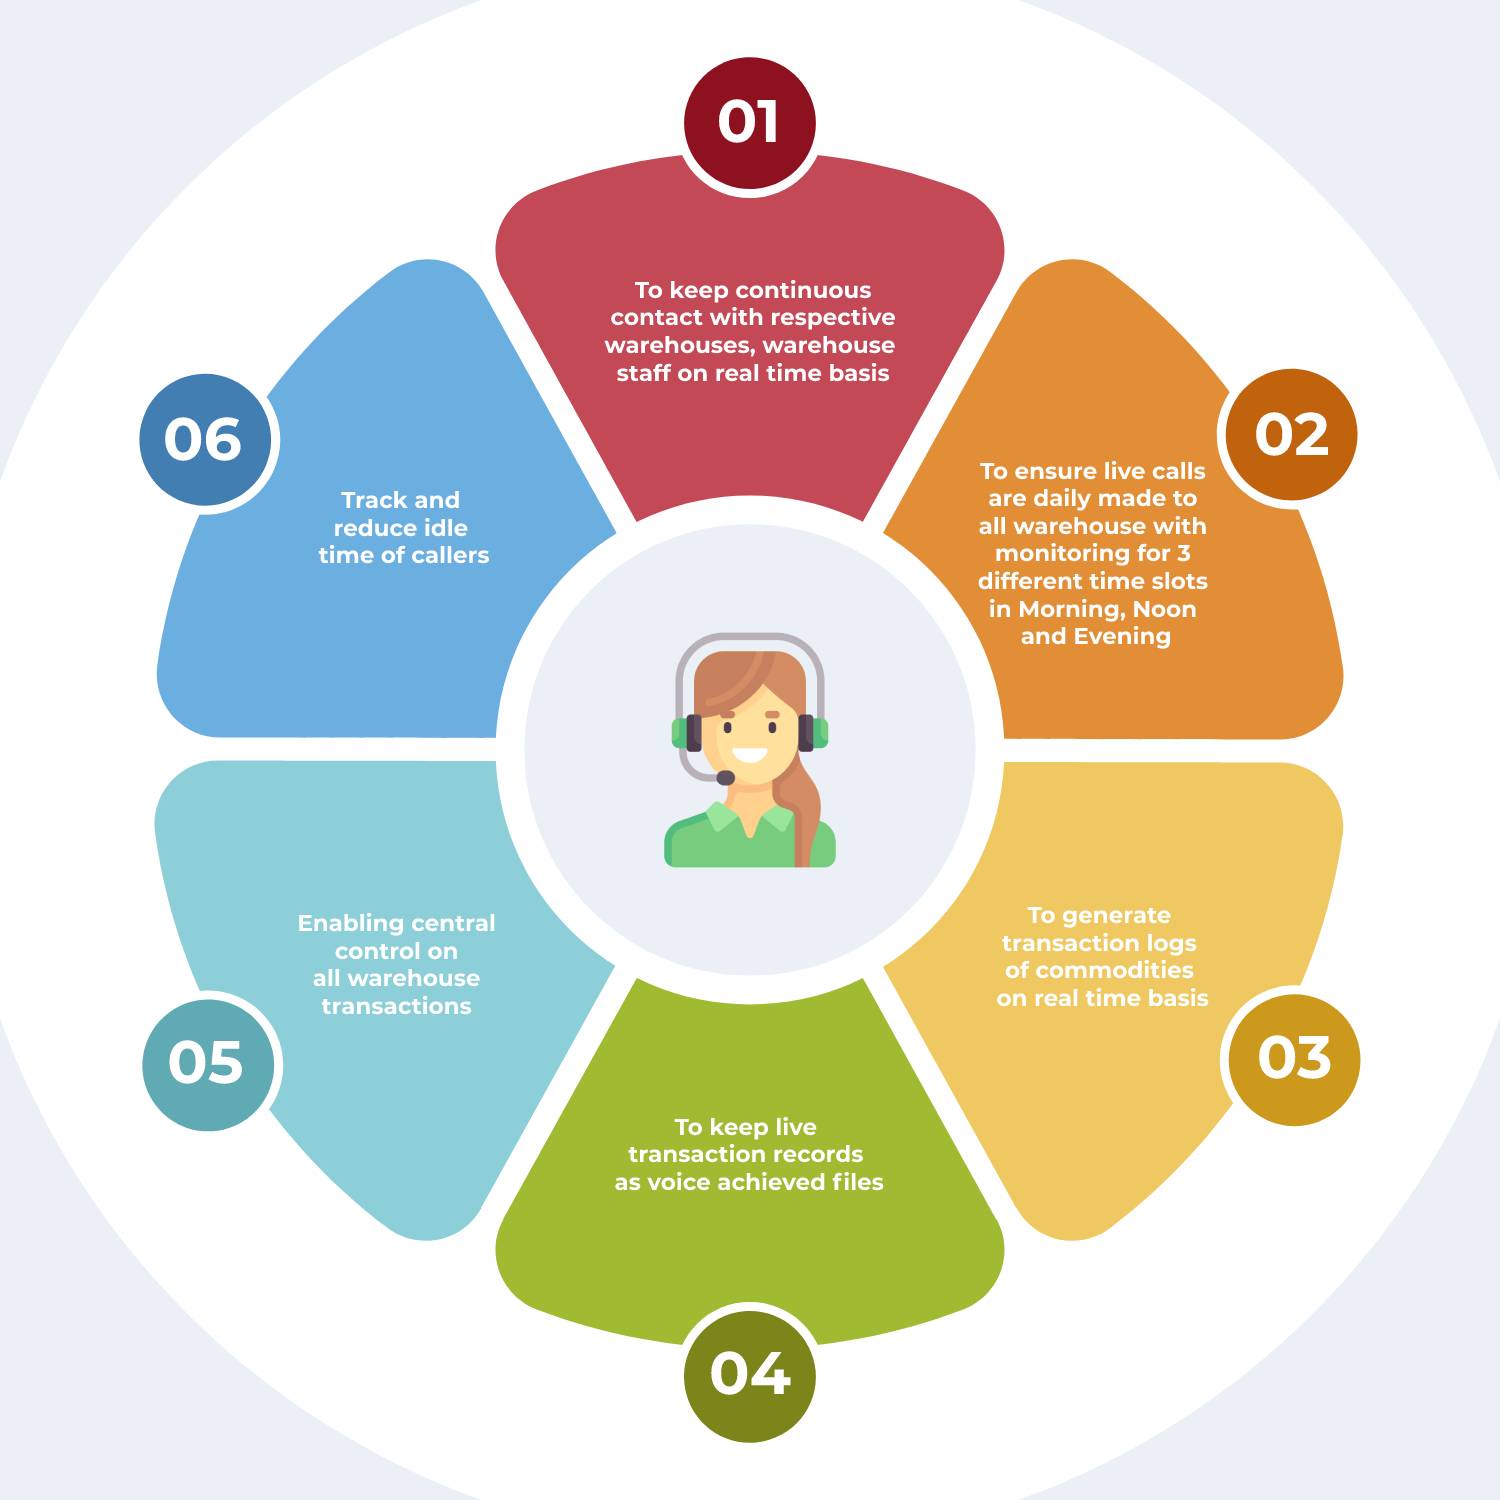 01
To keep continuous
contact with respective
warehouses, warehouse
staff on real time basis
02
To ensure live calls
are daily made to
all warehouse with
monitoring for 3
different time slots
in Morning, Noon
and Evening
03
To generate
transaction logs
of commodities
on real time basis
04
To keep live
transaction records
as voice achieved files
05
Enabling central
control on
all warehouse
transactions
06
Track and
reduce idle
time of callers